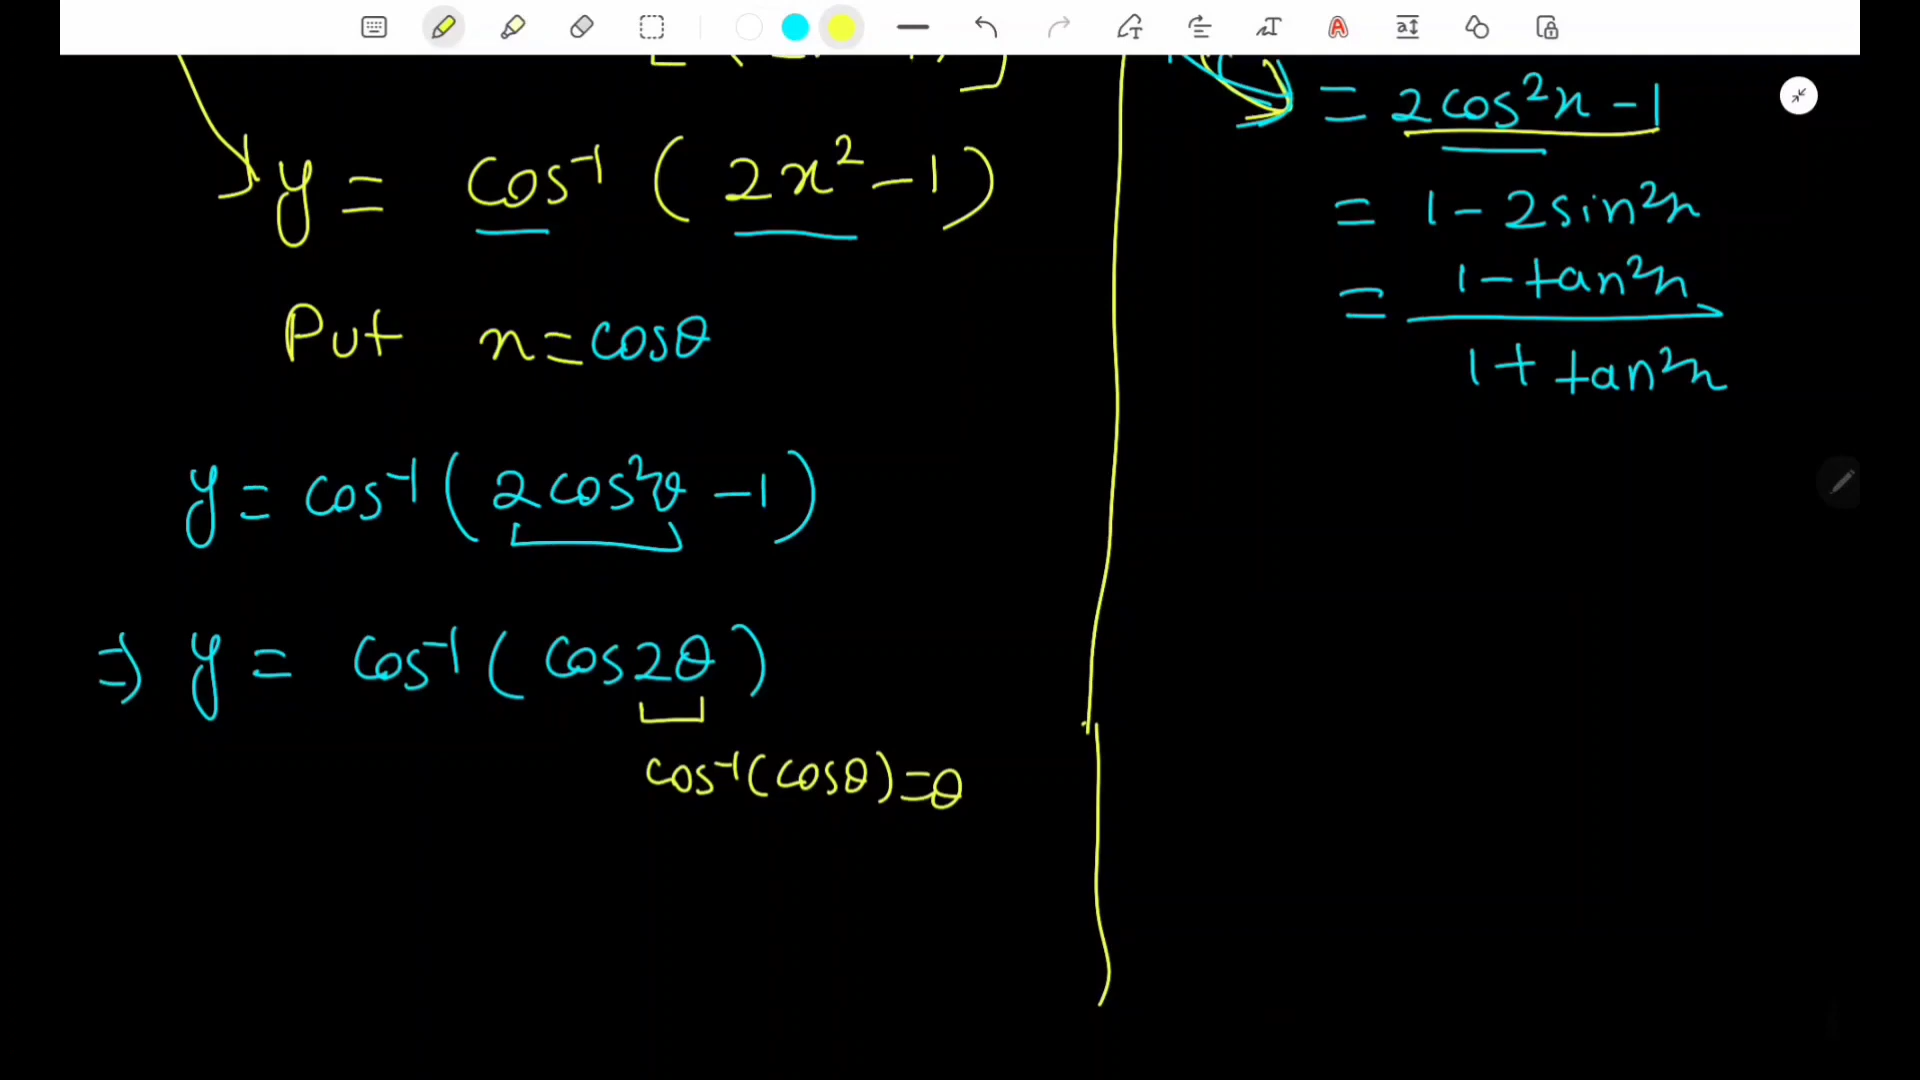 y = cos⁻¹ ( 2x² - 1 )
Put x = cosθ
y = cos⁻¹ ( 2cos²θ - 1 )
⇒ y = cos⁻¹ ( cos2θ )
cos⁻¹(cosθ) = θ
= 2cos²x - 1
= 1 - 2sin²x
= 1 - tan²x
1 + tan²x